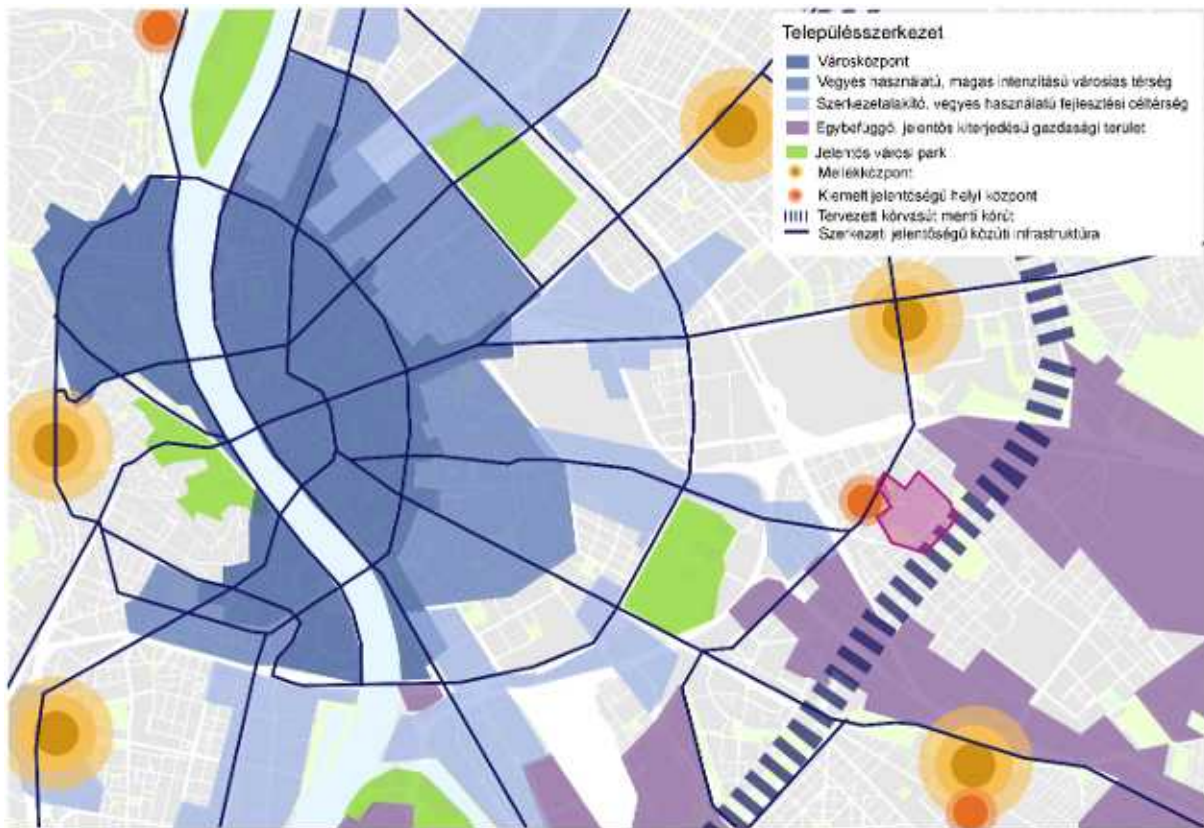 Településszerkezet
Városközpont
Vegyes használatú, magas intenzítású városias térség
Szerkezetalakító, vegyes használatú fejlesztési céltérség
Egybefüggő, jelentős kiterjedésű gazdasági terület
Jelentős városi park
Mellékközpont
Kiemelt jelentőségű helyi központ
Tervezett körvasút menti körút
Szerkezeti jelentőségű közúti infrastruktúra